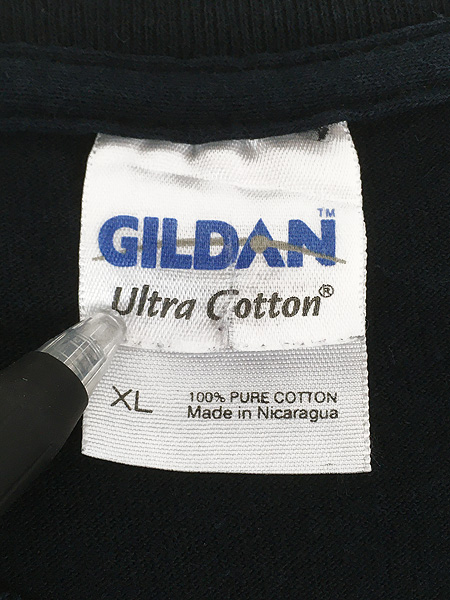 GILDAN™
Ultra Cotton®
XL
100% PURE COTTON
Made in Nicaragua